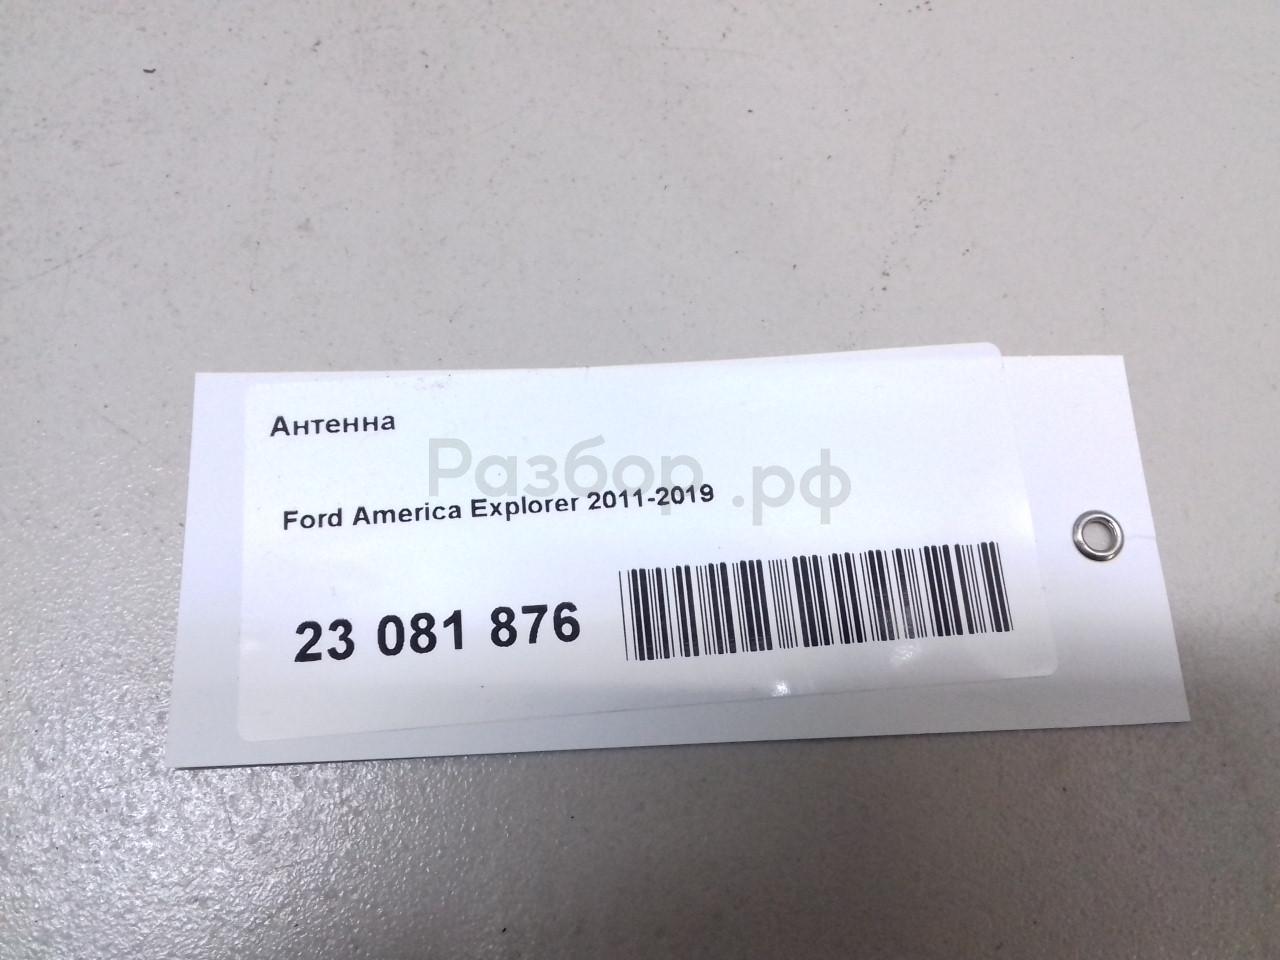 Антенна
Разбор.рф
Ford America Explorer 2011-2019
23 081 876